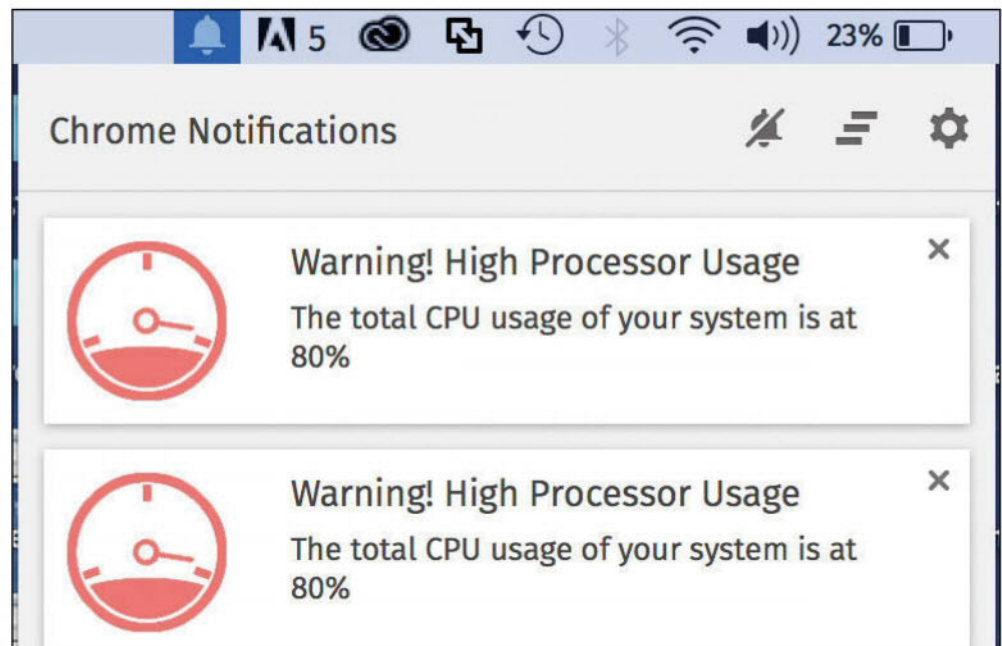 5 23%
Chrome Notifications
Warning! High Processor Usage
The total CPU usage of your system is at
80%
Warning! High Processor Usage
The total CPU usage of your system is at
80%